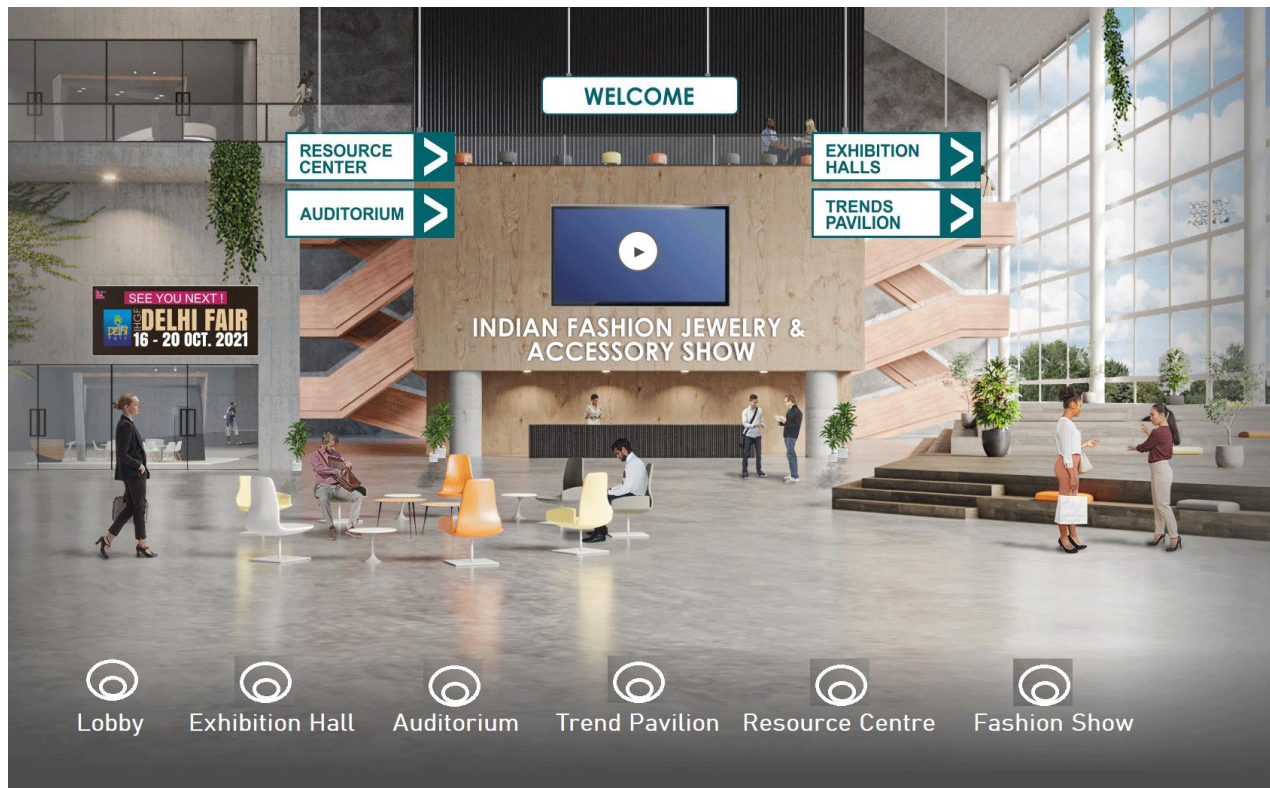 WELCOME
RESOURCE
CENTER
AUDITORIUM
EXHIBITION
HALLS
TRENDS
PAVILION
SEE YOU NEXT !
IHGF
DELHI FAIR
16 - 20 OCT. 2021
INDIAN FASHION JEWELRY &
ACCESSORY SHOW
Lobby
Exhibition Hall
Auditorium
Trend Pavilion
Resource Centre
Fashion Show